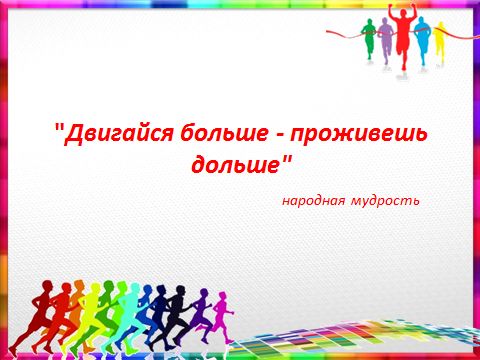 "Двигайся больше - проживешь
дольше"
народная мудрость